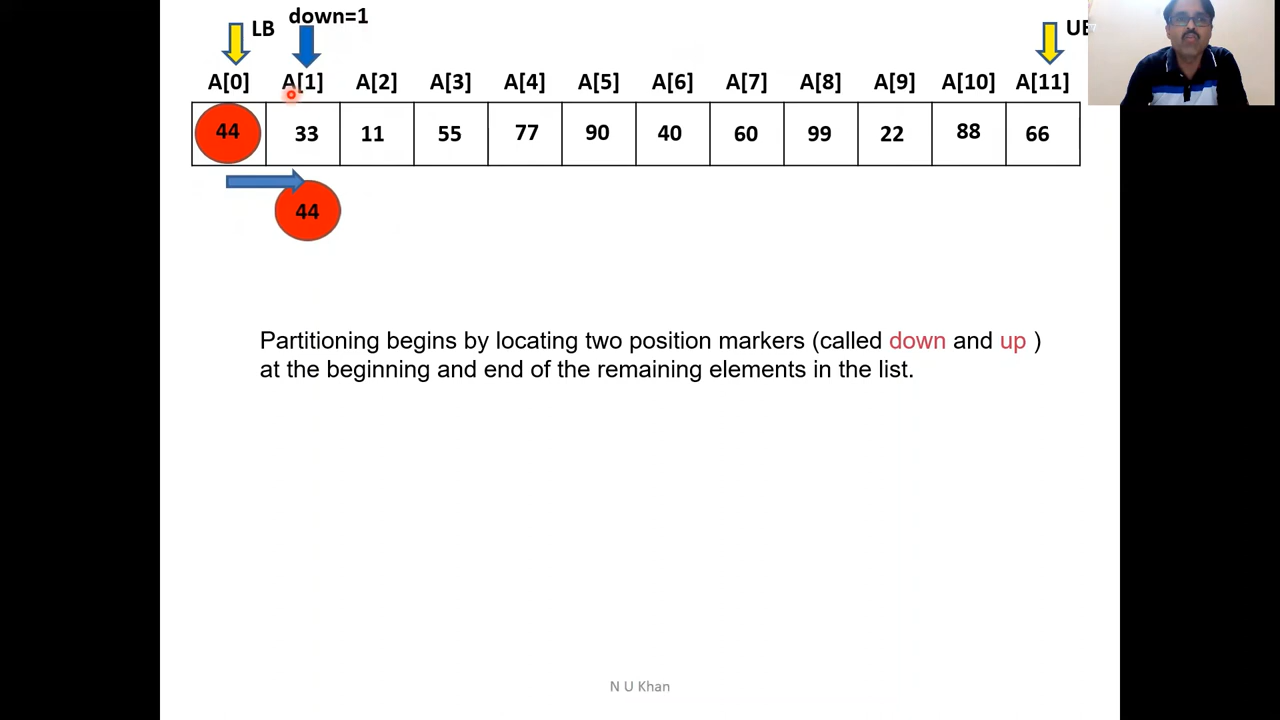 down=1
LB
UB
A[0] A[1] A[2] A[3] A[4] A[5] A[6] A[7] A[8] A[9] A[10] A[11]
44 33 11 55 77 90 40 60 99 22 88 66
44
Partitioning begins by locating two position markers (called down and up )
at the beginning and end of the remaining elements in the list.
N U Khan